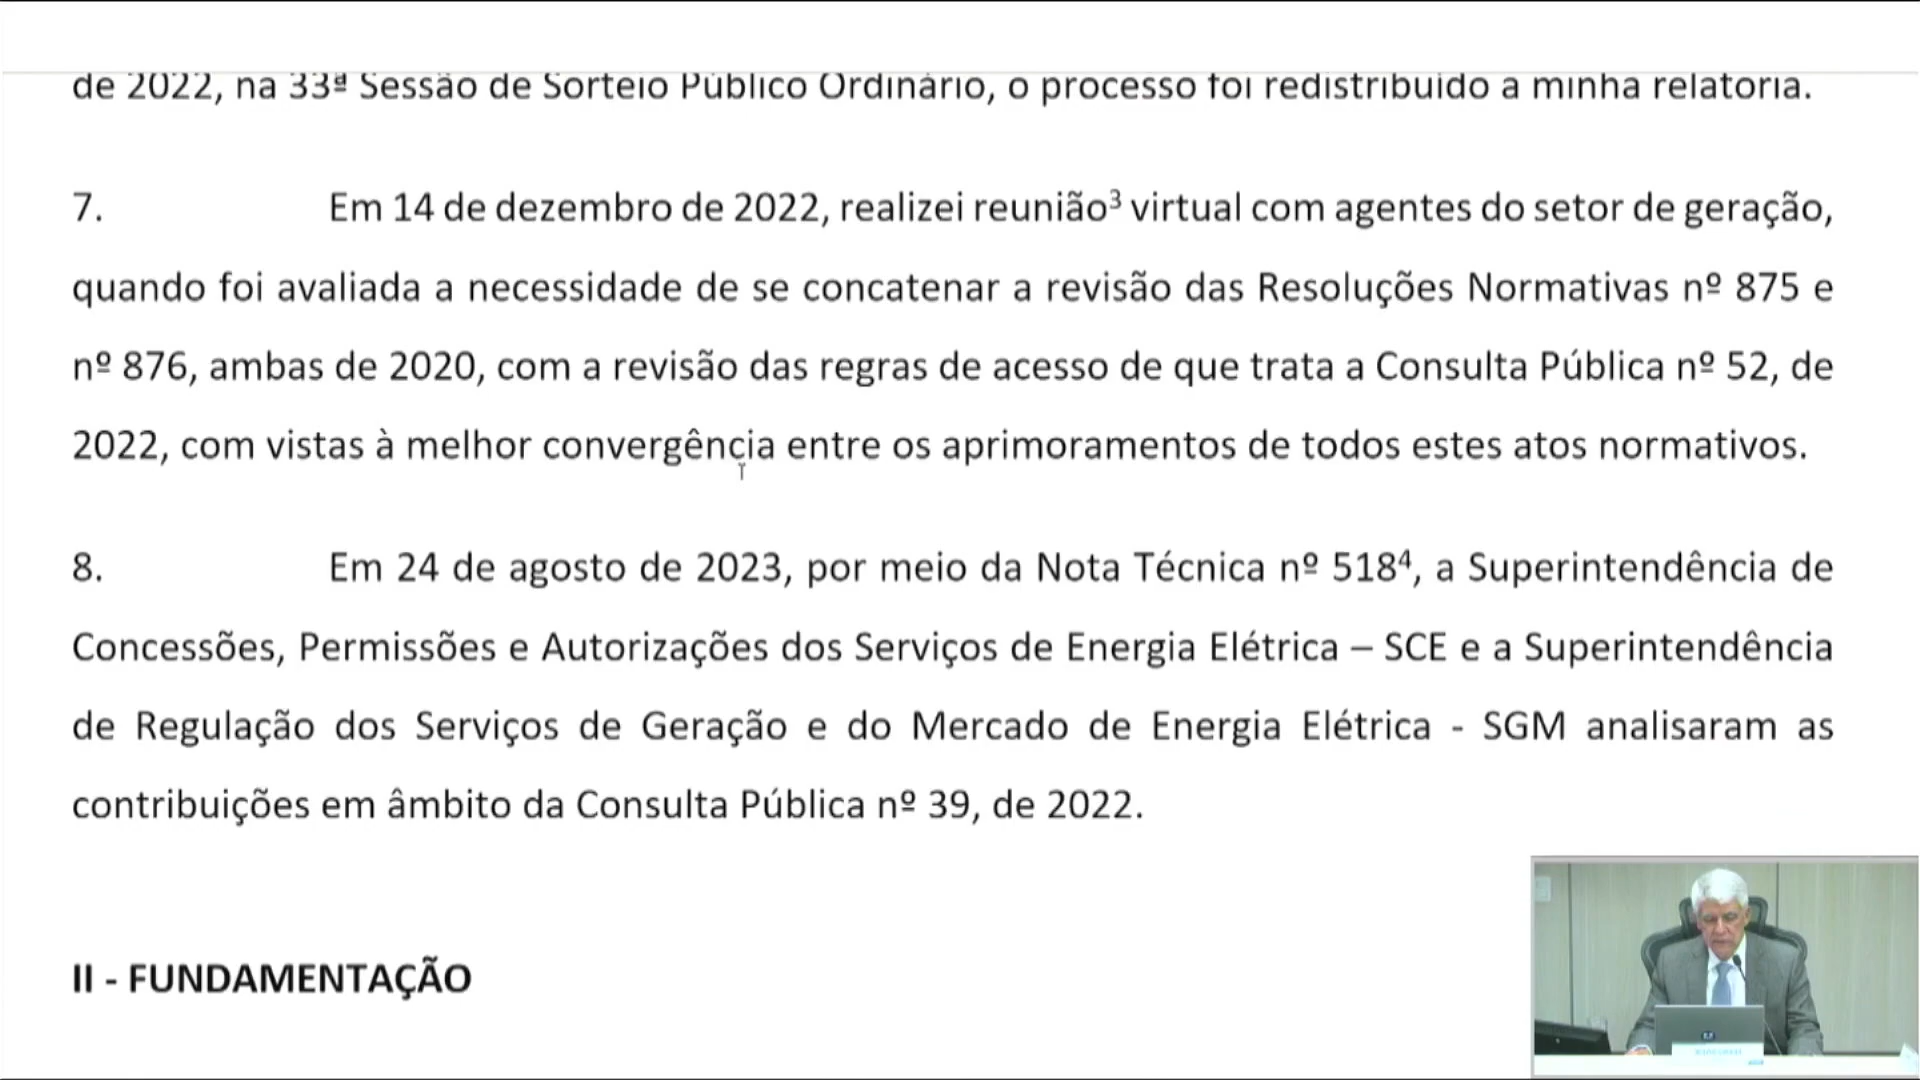 de 2022, na 33ª Sessão de Sorteio Público Ordinário, o processo foi redistribuído a minha relatoria.
7. Em 14 de dezembro de 2022, realizei reunião³ virtual com agentes do setor de geração,
quando foi avaliada a necessidade de se concatenar a revisão das Resoluções Normativas nº 875 e
nº 876, ambas de 2020, com a revisão das regras de acesso de que trata a Consulta Pública nº 52, de
2022, com vistas à melhor convergência entre os aprimoramentos de todos estes atos normativos.
8. Em 24 de agosto de 2023, por meio da Nota Técnica nº 518⁴, a Superintendência de
Concessões, Permissões e Autorizações dos Serviços de Energia Elétrica – SCE e a Superintendência
de Regulação dos Serviços de Geração e do Mercado de Energia Elétrica - SGM analisaram as
contribuições em âmbito da Consulta Pública nº 39, de 2022.
II - FUNDAMENTAÇÃO